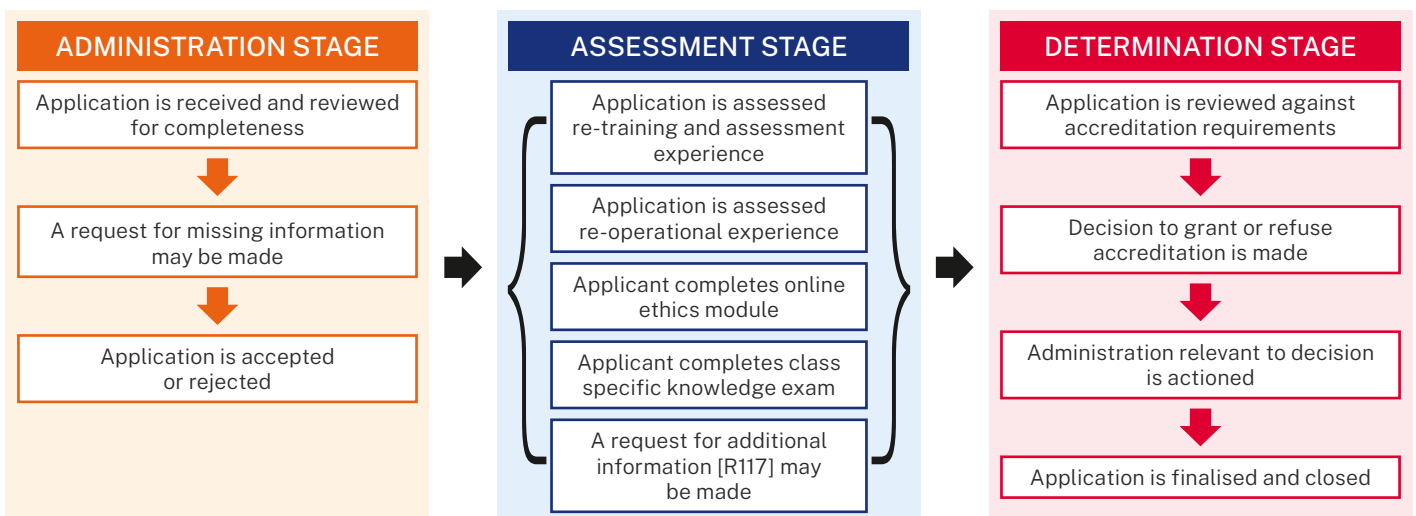 ADMINISTRATION STAGE
Application is received and reviewed
for completeness
A request for missing information
may be made
Application is accepted
or rejected
ASSESSMENT STAGE
Application is assessed
re-training and assessment
experience
Application is assessed
re-operational experience
Applicant completes online
ethics module
Applicant completes class
specific knowledge exam
A request for additional
information [R117] may
be made
DETERMINATION STAGE
Application is reviewed against
accreditation requirements
Decision to grant or refuse
accreditation is made
Administration relevant to decision
is actioned
Application is finalised and closed